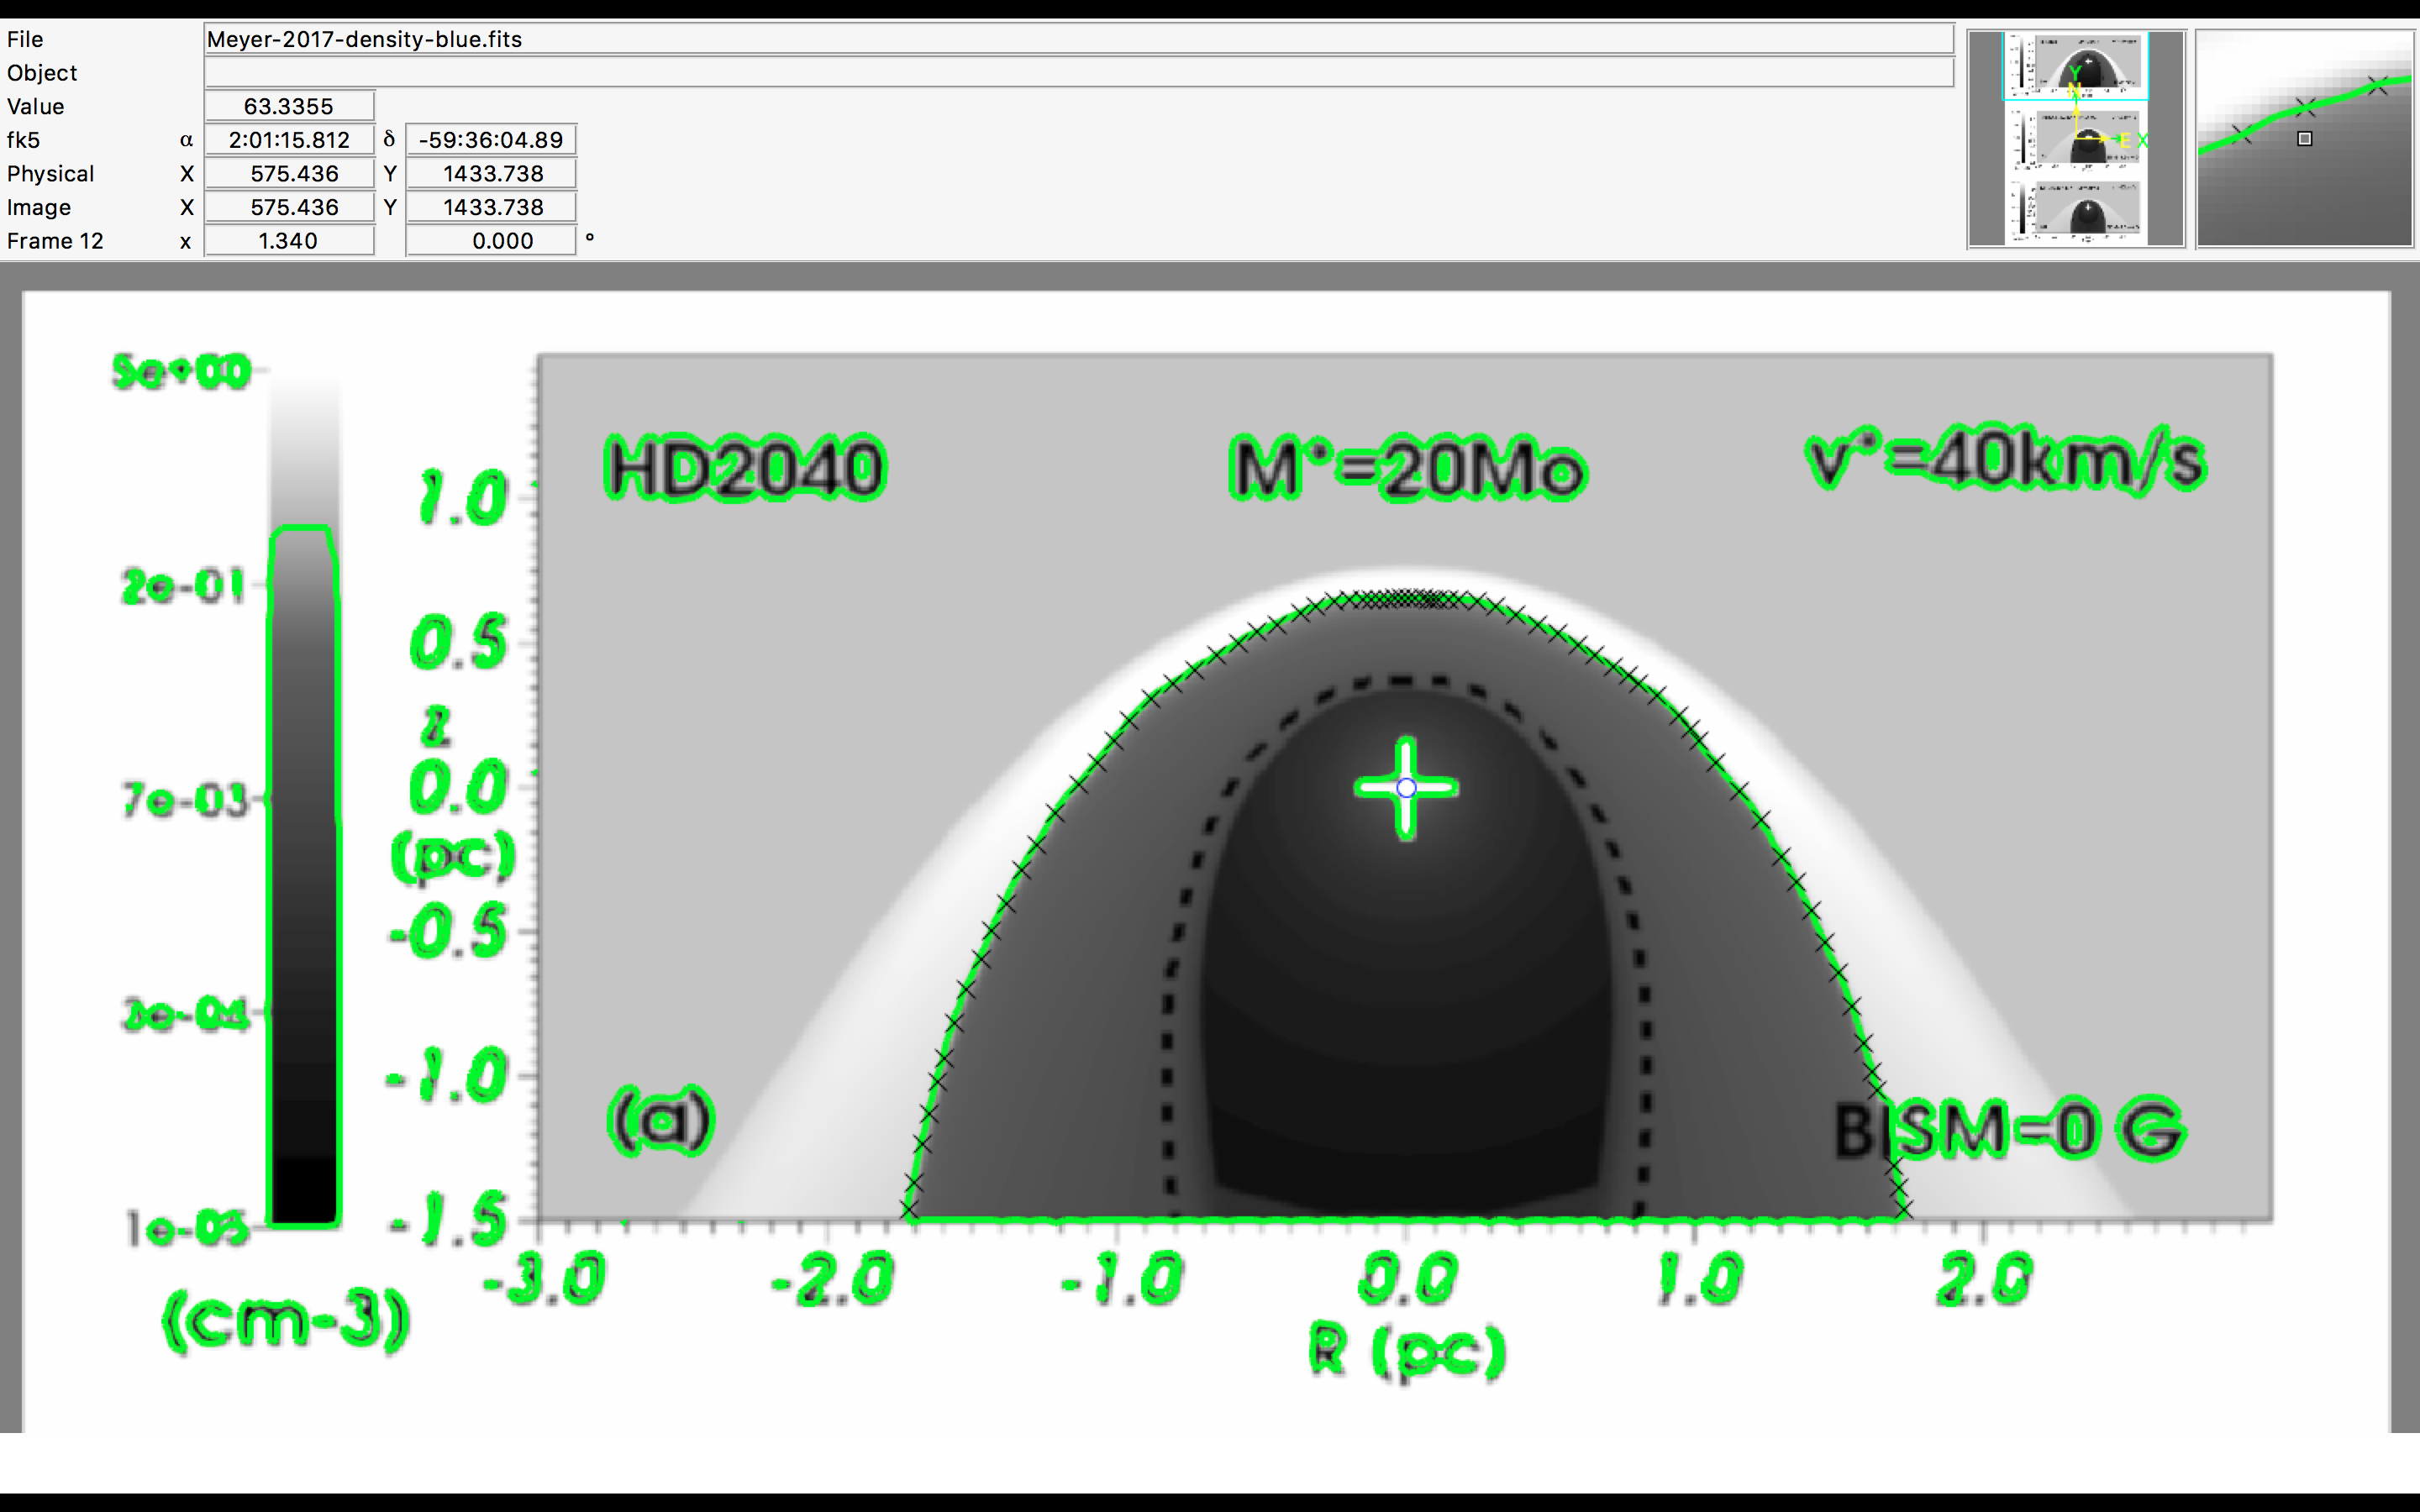 File Meyer-2017-density-blue.fits
Object
Value 63.3355
fk5 α 2:01:15.812 δ -59:36:04.89
Physical X 575.436 Y 1433.738
Image X 575.436 Y 1433.738
Frame 12 x 1.340 0.000 °
Y
N
E X
5e+00
2e-01
7e-03
3e-04
1e-05
(cm-3)
1.0
0.5
z
0.0
(pc)
-0.5
-1.0
-1.5
HD2040 M*=20Mo v*=40km/s
(a) BISM=0 G
-3.0 -2.0 -1.0 0.0 1.0 2.0
R (pc)